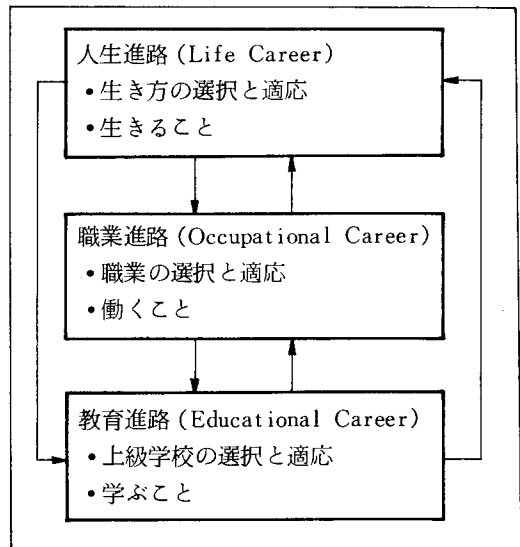 人生進路(Life Career)
•生き方の選択と適応
•生きること
職業進路(Occupational Career)
•職業の選択と適応
•働くこと
教育進路(Educational Career)
•上級学校の選択と適応
•学ぶこと